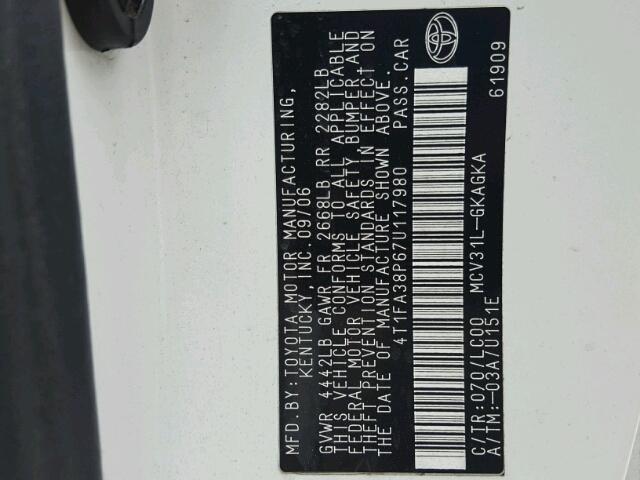 MFD. BY: TOYOTA MOTOR MANUFACTURING,
KENTUCKY, INC. 09/06
GVWR 4442LB GAWR FR 2668LB RR 2282LB
THIS VEHICLE CONFORMS TO ALL APPLICABLE
FEDERAL MOTOR VEHICLE SAFETY, BUMPER, AND
THEFT PREVENTION STANDARDS IN EFFECT ON
THE DATE OF MANUFACTURE SHOWN ABOVE.
4T1FA38P67U117980 PASS. CAR
C/TR: 070/LC00 MCV31L-GKAGKA
A/TM: -03A/U151E 61909